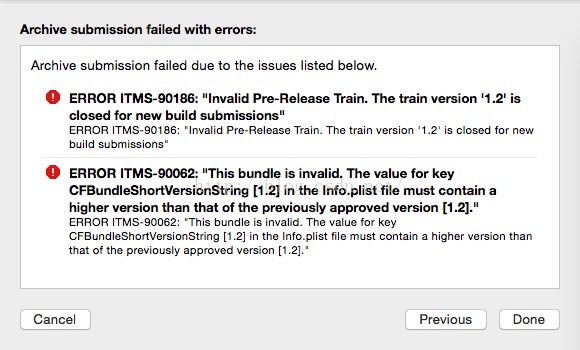 Archive submission failed with errors:
Archive submission failed due to the issues listed below.
ERROR ITMS-90186: "Invalid Pre-Release Train. The train version '1.2' is
closed for new build submissions"
ERROR ITMS-90186: "Invalid Pre-Release Train. The train version '1.2' is closed for new
build submissions"
ERROR ITMS-90062: "This bundle is invalid. The value for key
CFBundleShortVersionString [1.2] in the Info.plist file must contain a
higher version than that of the previously approved version [1.2]."
ERROR ITMS-90062: "This bundle is invalid. The value for key
CFBundleShortVersionString [1.2] in the Info.plist file must contain a higher version than
that of the previously approved version [1.2]."
Cancel
Previous
Done